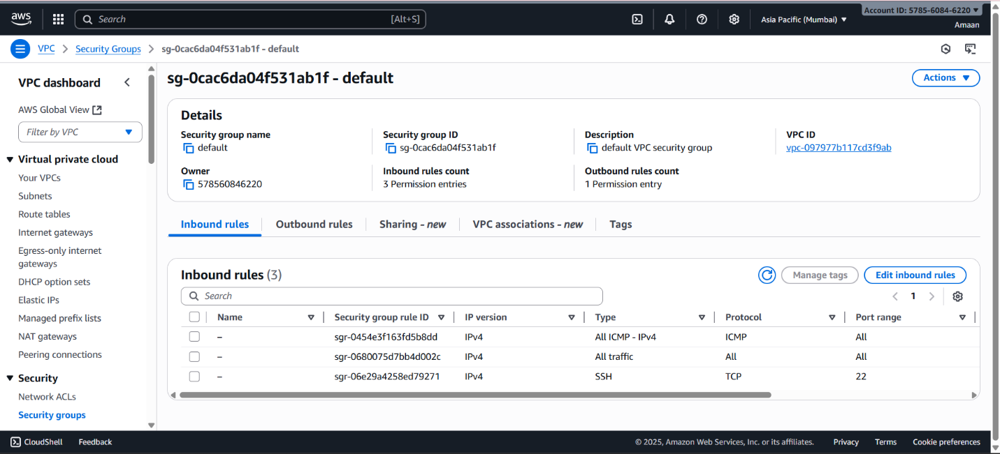 aws
Search [Alt+S]
Asia Pacific (Mumbai)
Account ID: 5785-6084-6220
Amaan
VPC
Security Groups
sg-0cac6da04f531ab1f - default
VPC dashboard
AWS Global View
Filter by VPC
Virtual private cloud
Your VPCs
Subnets
Route tables
Internet gateways
Egress-only internet
gateways
DHCP option sets
Elastic IPs
Managed prefix lists
NAT gateways
Peering connections
Security
Network ACLs
Security groups
sg-0cac6da04f531ab1f - default
Actions
Details
Security group name
default
Security group ID
sg-0cac6da04f531ab1f
Description
default VPC security group
VPC ID
vpc-097977b117cd3f9ab
Owner
578560846220
Inbound rules count
3 Permission entries
Outbound rules count
1 Permission entry
Inbound rules Outbound rules Sharing - new VPC associations - new Tags
Inbound rules (3)
Manage tags Edit inbound rules
Search
1
Name Security group rule ID IP version Type Protocol Port range
– sgr-0454e3f163fd5b8dd IPv4 All ICMP - IPv4 ICMP All
– sgr-0680075d7bb4d002c IPv4 All traffic All All
– sgr-06e29a4258ed79271 IPv4 SSH TCP 22
CloudShell Feedback © 2025, Amazon Web Services, Inc. or its affiliates. Privacy Terms Cookie preferences